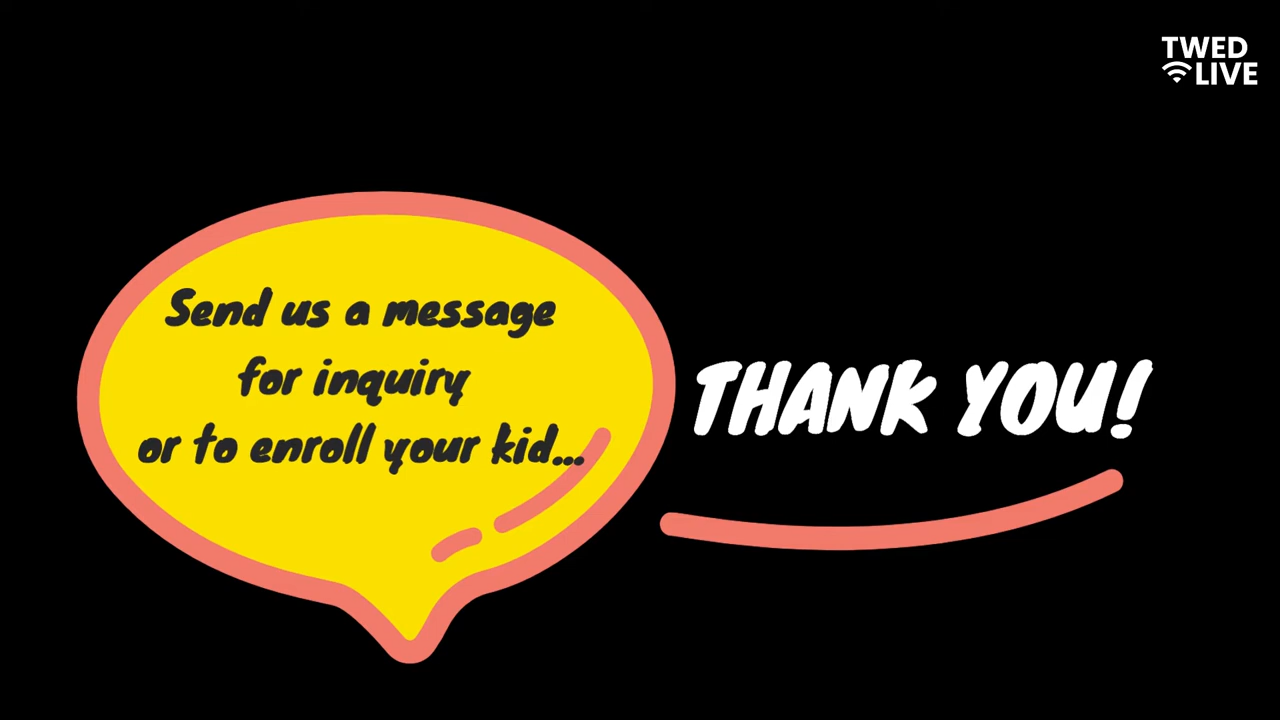 TWED
LIVE
Send us a message
for inquiry
or to enroll your kid...
THANK YOU!